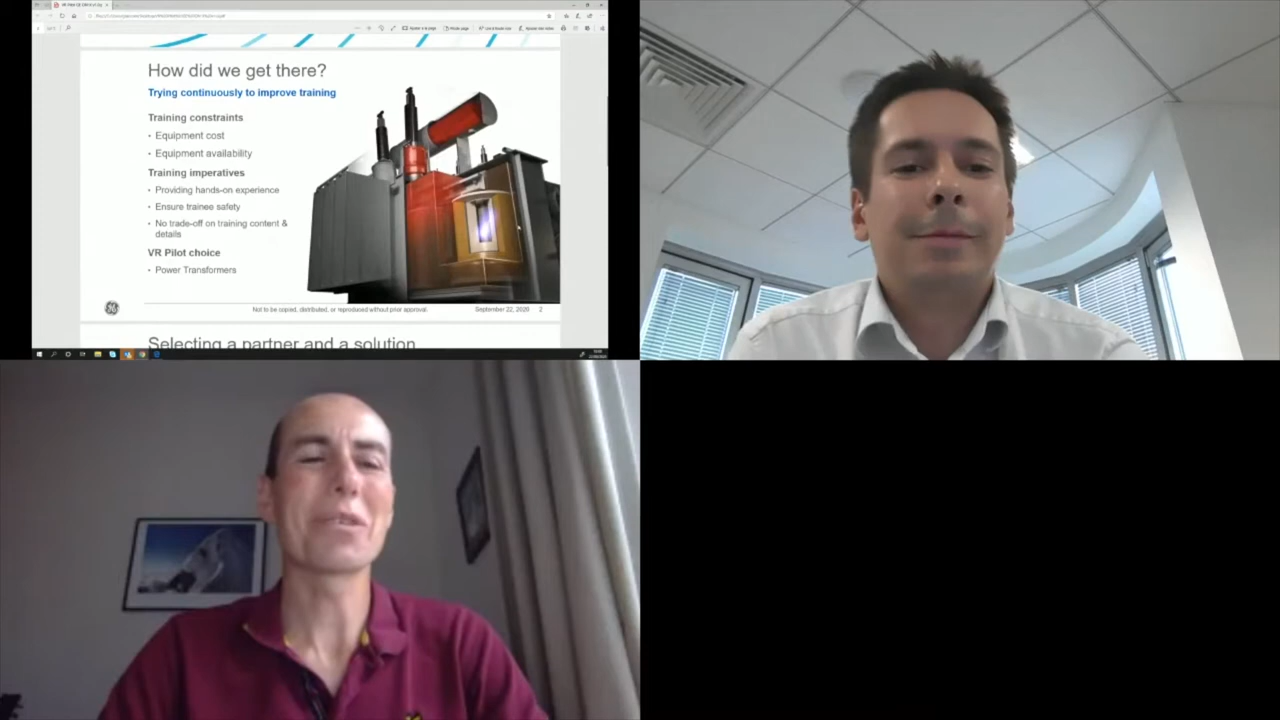 How did we get there?
Trying continuously to improve training
Training constraints
• Equipment cost
• Equipment availability
Training imperatives
• Providing hands-on experience
• Ensure trainee safety
• No trade-off on training content &
details
VR Pilot choice
• Power Transformers
Not to be copied, distributed, or reproduced without prior approval.
September 22, 2020 2
Selecting a partner and a solution